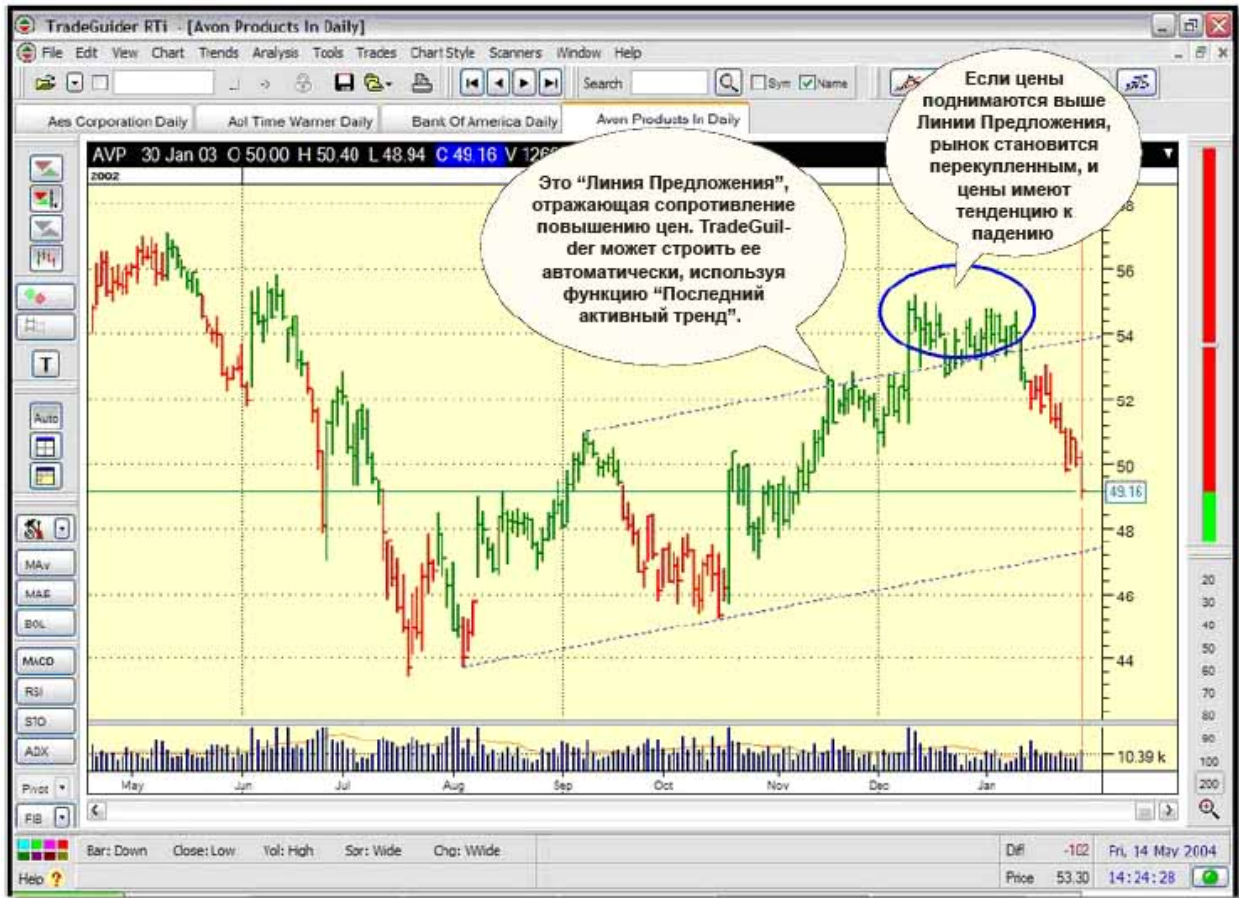 TradeGuider RTi - [Avon Products In Daily]
File Edit View Chart Trends Analysis Tools Trades Chart Style Scanners Window Help
Search Sym Name
Aes Corporation Daily Aol Time Warner Daily Bank Of America Daily Avon Products In Daily
AVP 30 Jan 03 O 50.00 H 50.40 L 48.94 C 49.16
2002
Это “Линия Предложения”,
отражающая сопротивление
повышению цен. TradeGuil-
der может строить ее
автоматически, используя
функцию “Последний
активный тренд”.
Если цены
поднимаются выше
Линии Предложения,
рынок становится
перекупленным, и
цены имеют
тенденцию к
падению
56
54
52
50
49.16
48
46
44
10.39 k
T
Auto
MAv
BOL
MACD
RSI
STO
ADX
Pivot
FIB
20
30
40
50
60
70
80
90
100
200
May Jun Jul Aug Sep Oct Nov Dec Jan
Bar: Down Close: Low Vol: High Spr: Wide Chg: Wide Diff -102 Fri, 14 May 2004
Help ? Price 53.30 14:24:28